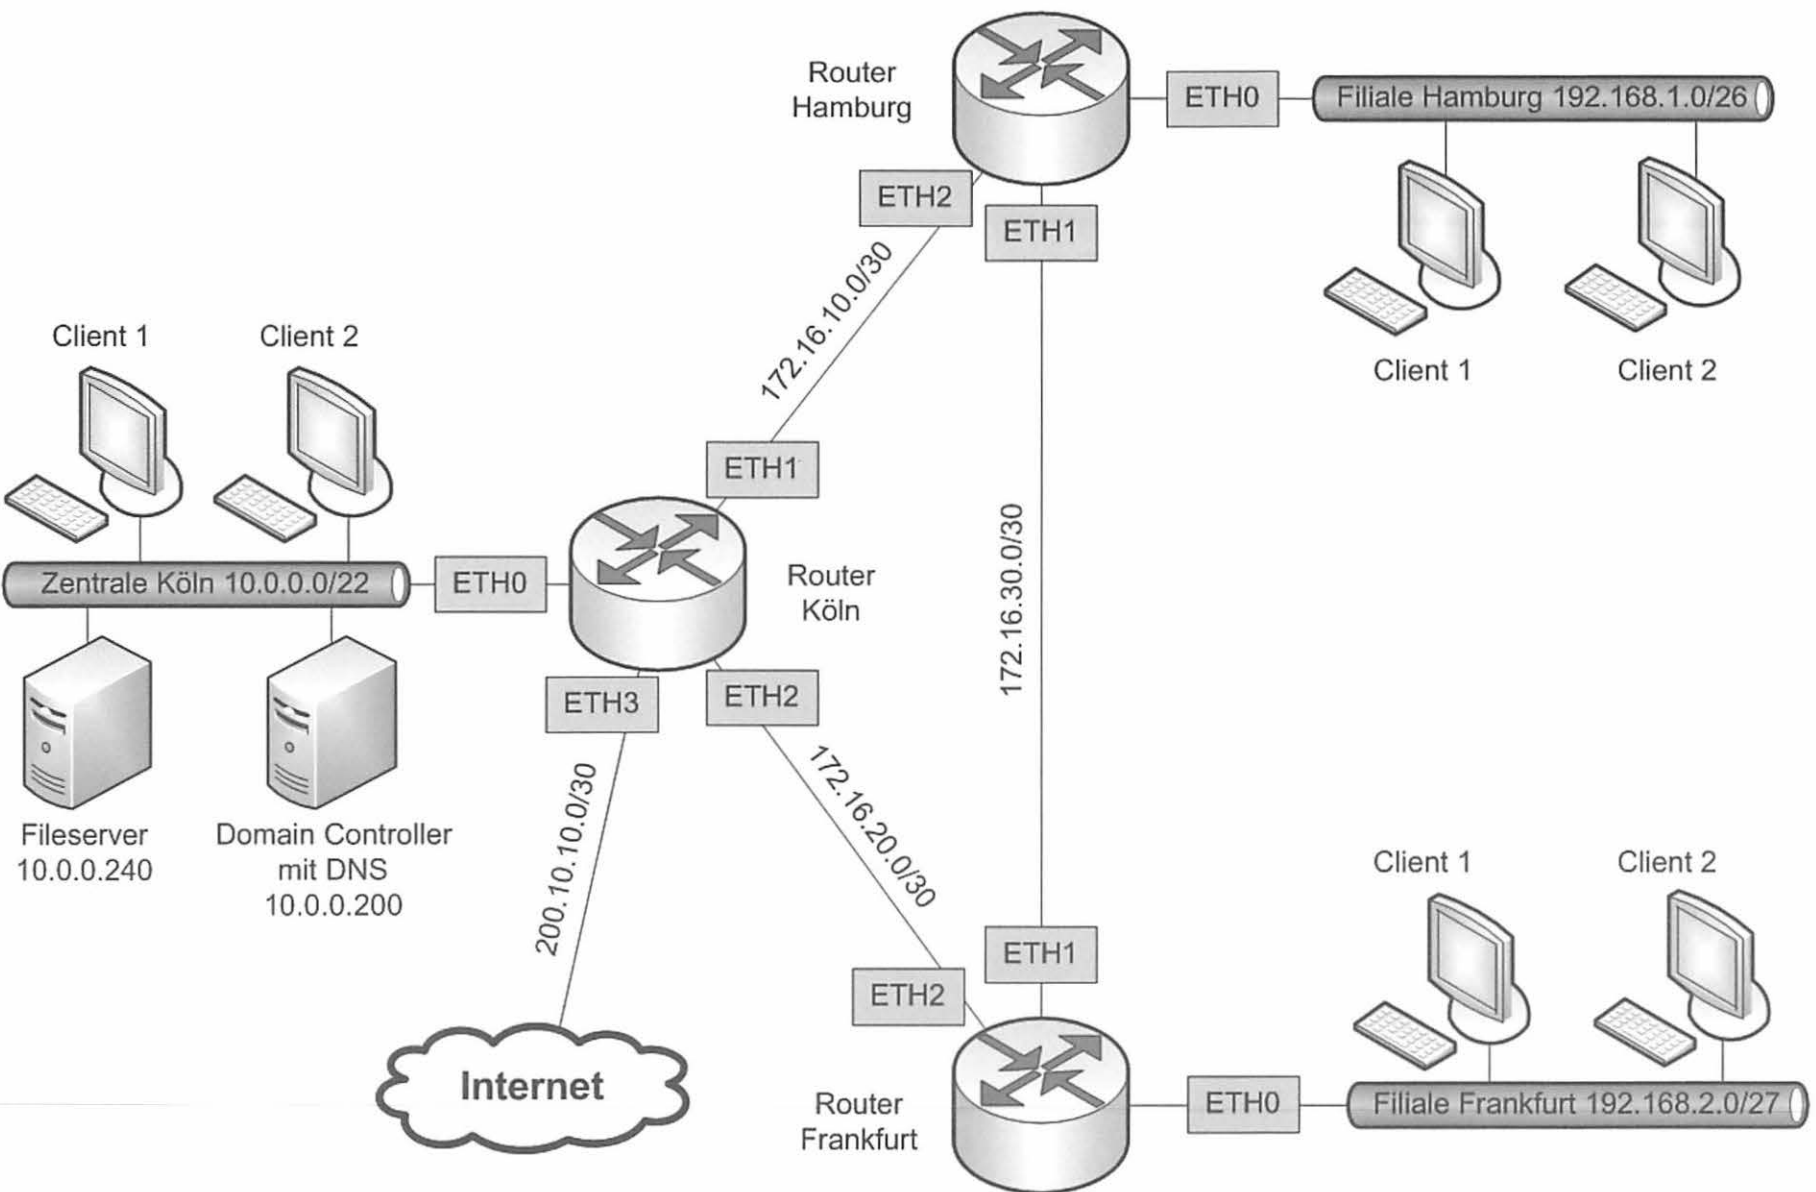 Router
Hamburg
ETH0
Filiale Hamburg 192.168.1.0/26
ETH2
ETH1
172.16.10.0/30
Client 1
Client 2
Client 1
Client 2
ETH1
172.16.30.0/30
Zentrale Köln 10.0.0.0/22
ETH0
Router
Köln
ETH3
ETH2
Fileserver
10.0.0.240
Domain Controller
mit DNS
10.0.0.200
200.10.10.0/30
172.16.20.0/30
Client 1
Client 2
ETH1
ETH2
Internet
Router
Frankfurt
ETH0
Filiale Frankfurt 192.168.2.0/27